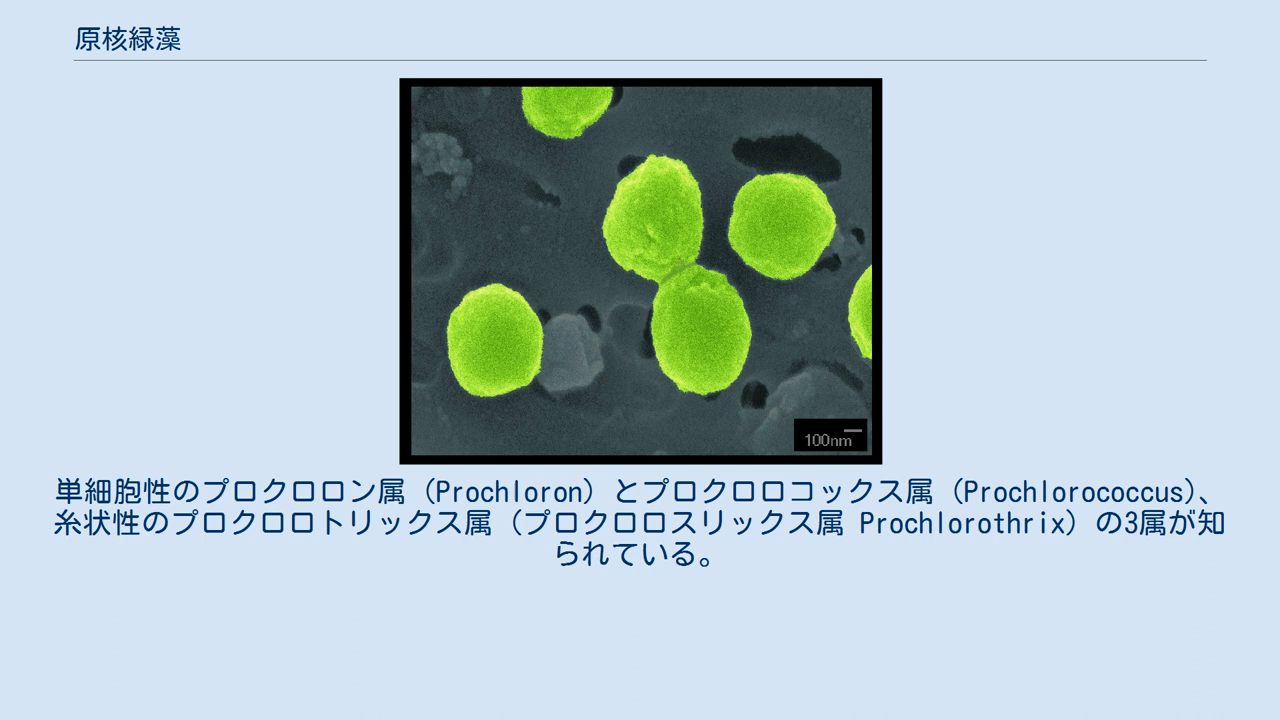 原核緑藻
100nm
単細胞性のプロクロロン属（Prochloron）とプロクロロコックス属（Prochlorococcus）、
糸状性のプロクロロトリックス属（プロクロロスリックス属 Prochlorothrix）の3属が知
られている。